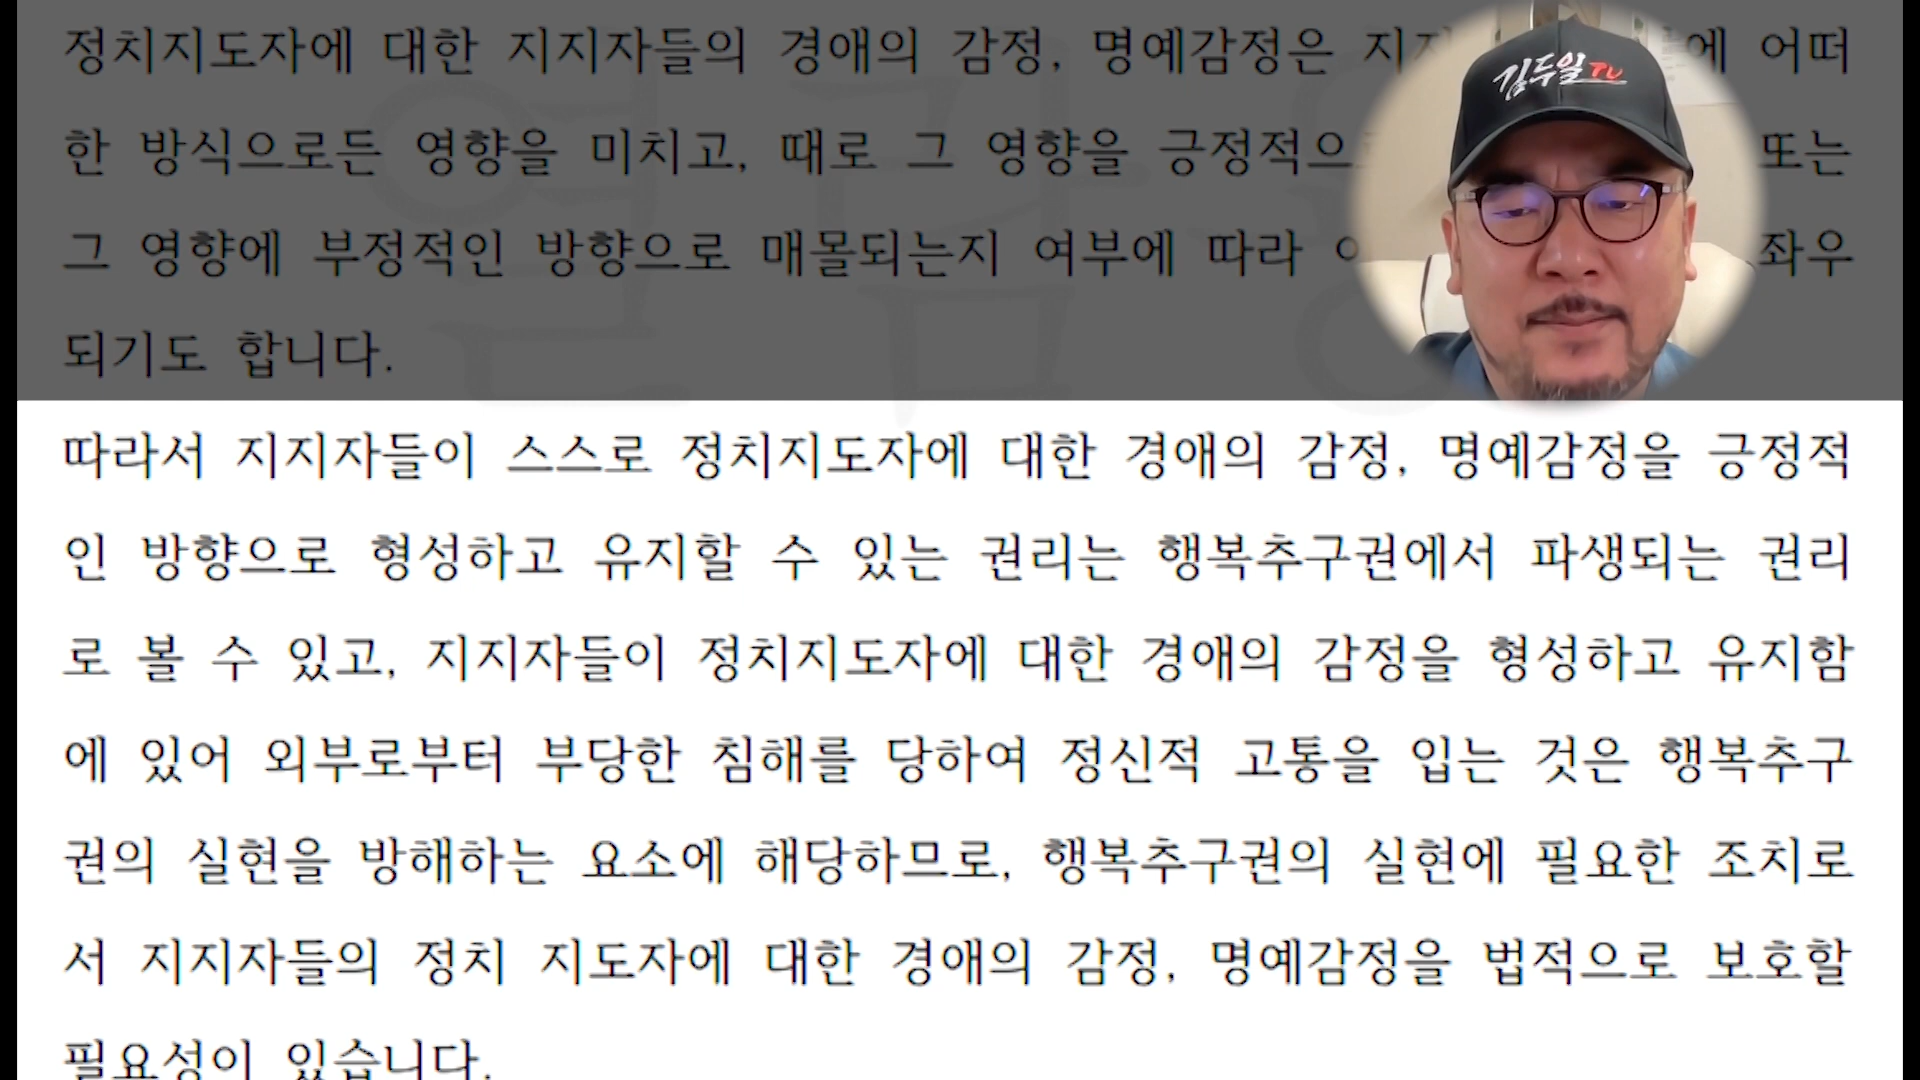 정치지도자에 대한 지지자들의 경애의 감정, 명예감정은 에 어떠
한 방식으로든 영향을 미치고, 때로 그 영향을 긍정적으 또는
그 영향에 부정적인 방향으로 매몰되는지 여부에 따라 좌우
되기도 합니다.
김두일TV
따라서 지지자들이 스스로 정치지도자에 대한 경애의 감정, 명예감정을 긍정적
인 방향으로 형성하고 유지할 수 있는 권리는 행복추구권에서 파생되는 권리
로 볼 수 있고, 지지자들이 정치지도자에 대한 경애의 감정을 형성하고 유지함
에 있어 외부로부터 부당한 침해를 당하여 정신적 고통을 입는 것은 행복추구
권의 실현을 방해하는 요소에 해당하므로, 행복추구권의 실현에 필요한 조치로
서 지지자들의 정치 지도자에 대한 경애의 감정, 명예감정을 법적으로 보호할
필요성이 있습니다.